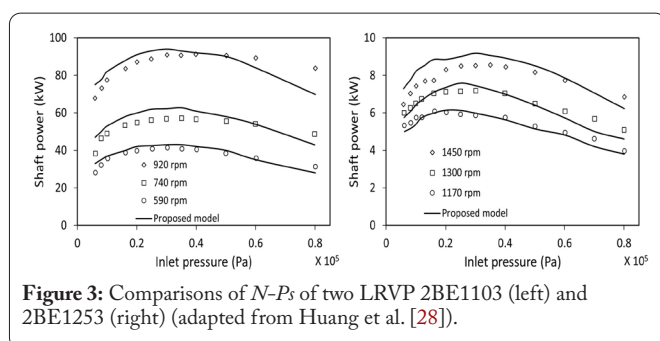 100
80
60
40
20
0
Shaft power (kW)
920 rpm
740 rpm
590 rpm
Proposed model
0 0.2 0.4 0.6 0.8
Inlet pressure (Pa) X 10⁵
10
8
6
4
2
0
Shaft power (kW)
1450 rpm
1300 rpm
1170 rpm
Proposed model
0 0.2 0.4 0.6 0.8
Inlet pressure (Pa) X 10⁵
Figure 3: Comparisons of N-Ps of two LRVP 2BE1103 (left) and
2BE1253 (right) (adapted from Huang et al. [28]).